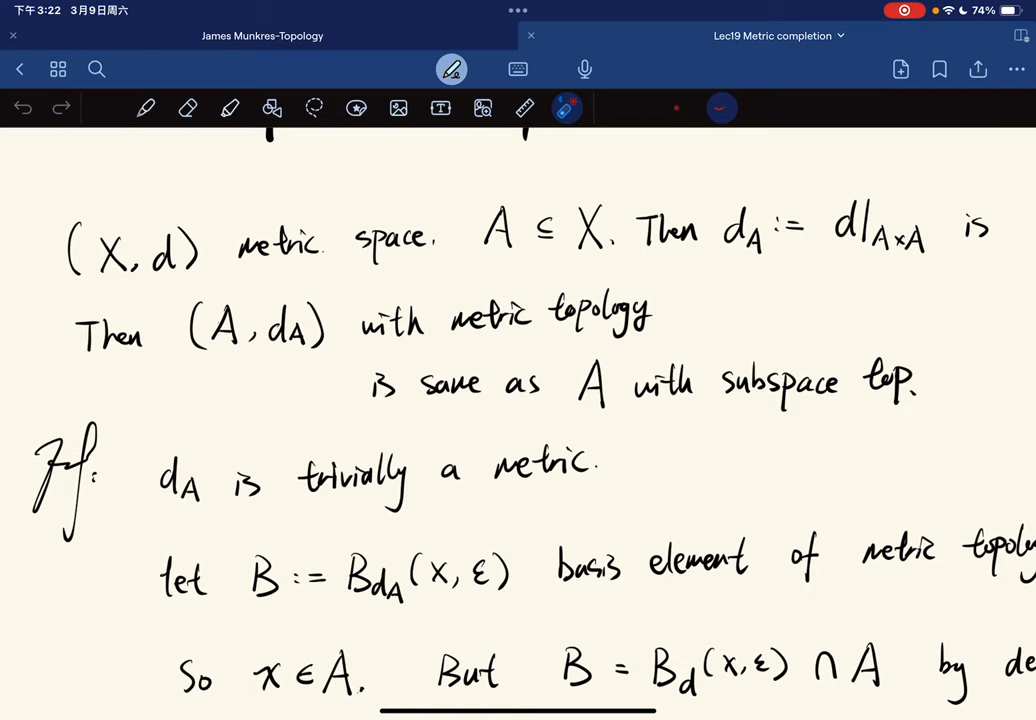 下午3:22 3月9日周六
74%
James Munkres-Topology
Lec19 Metric completion
(X, d) metric space. A ⊆ X. Then d_A := d|_{A×A} is
Then (A, d_A) with metric topology
is same as A with subspace top.
Pf:
d_A is trivially a metric.
let B := B_{d_A}(x, ε) basis element of metric topolo
So x ∈ A. But B = B_d(x, ε) ∩ A by de